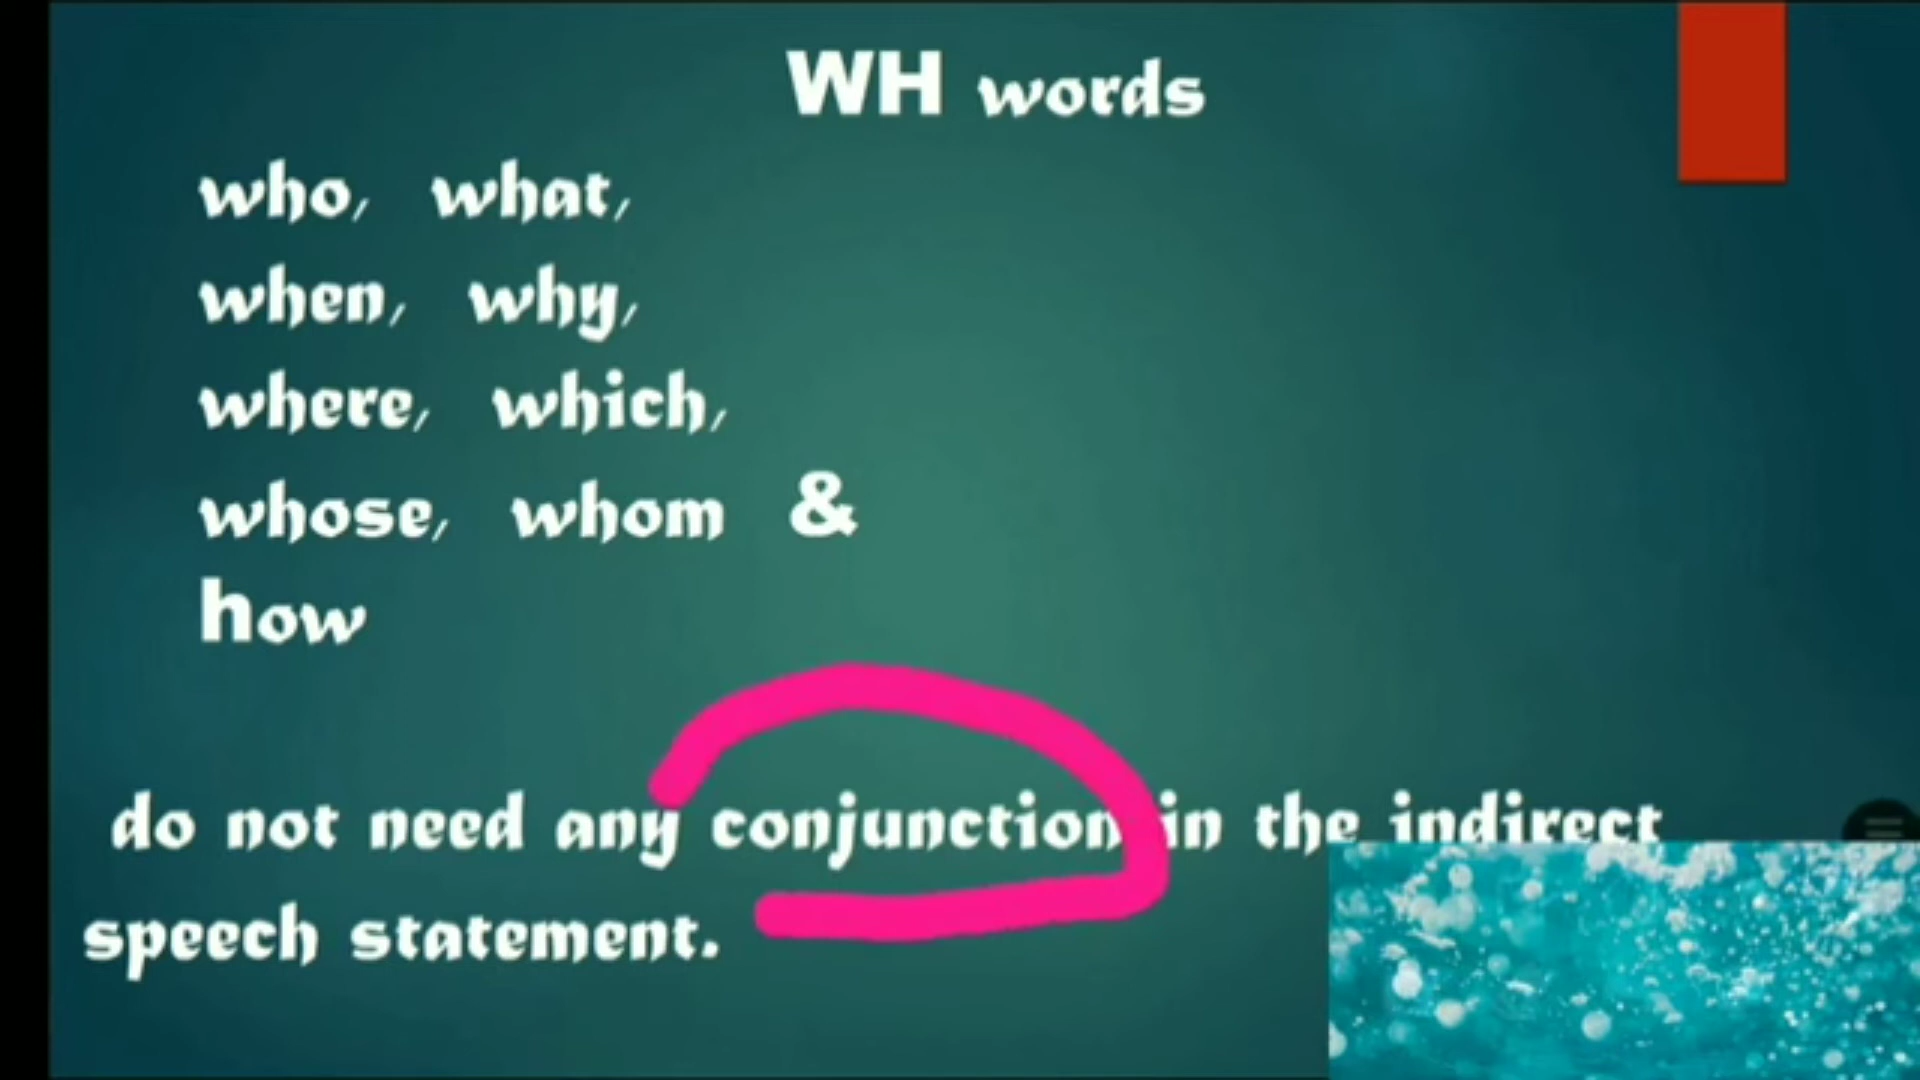 WH words
who, what,
when, why,
where, which,
whose, whom &
how
do not need any conjunction in the indirect
speech statement.